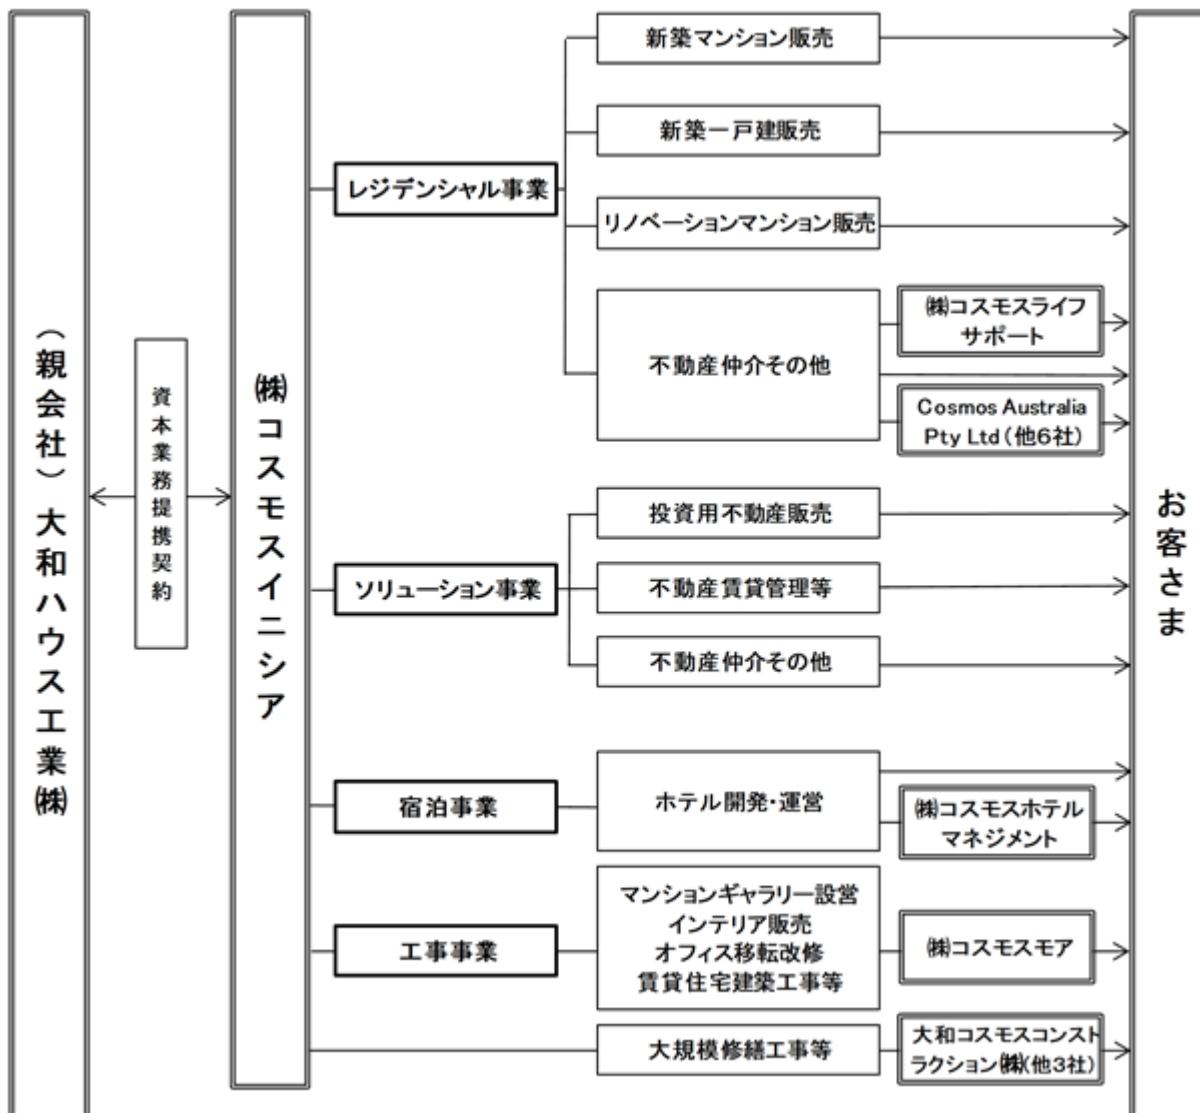 （親会社）大和ハウス工業㈱
資本業務提携契約
㈱コスモスイニシア
レジデンシャル事業
新築マンション販売
新築一戸建販売
リノベーションマンション販売
不動産仲介その他
㈱コスモスライフ
サポート
Cosmos Australia
Pty Ltd（他6社）
ソリューション事業
投資用不動産販売
不動産賃貸管理等
不動産仲介その他
宿泊事業
ホテル開発・運営
㈱コスモスホテル
マネジメント
工事事業
マンションギャラリー設営
インテリア販売
オフィス移転改修
賃貸住宅建築工事等
㈱コスモスモア
大規模修繕工事等
大和コスモスコンスト
ラクション㈱(他3社)
お客さま